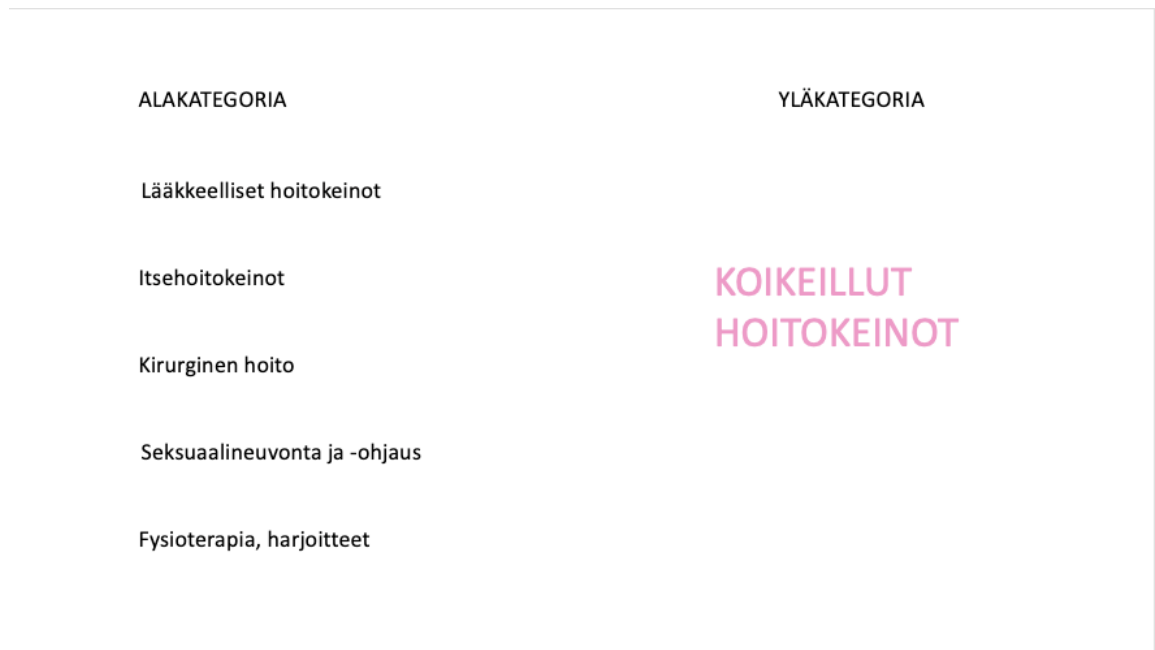 ALAKATEGORIA
YLÄKATEGORIA
Lääkkeelliset hoitokeinot
Itsehoitokeinot
KOIKEILLUT
HOITOKEINOT
Kirurginen hoito
Seksuaalineuvonta ja -ohjaus
Fysioterapia, harjoitteet